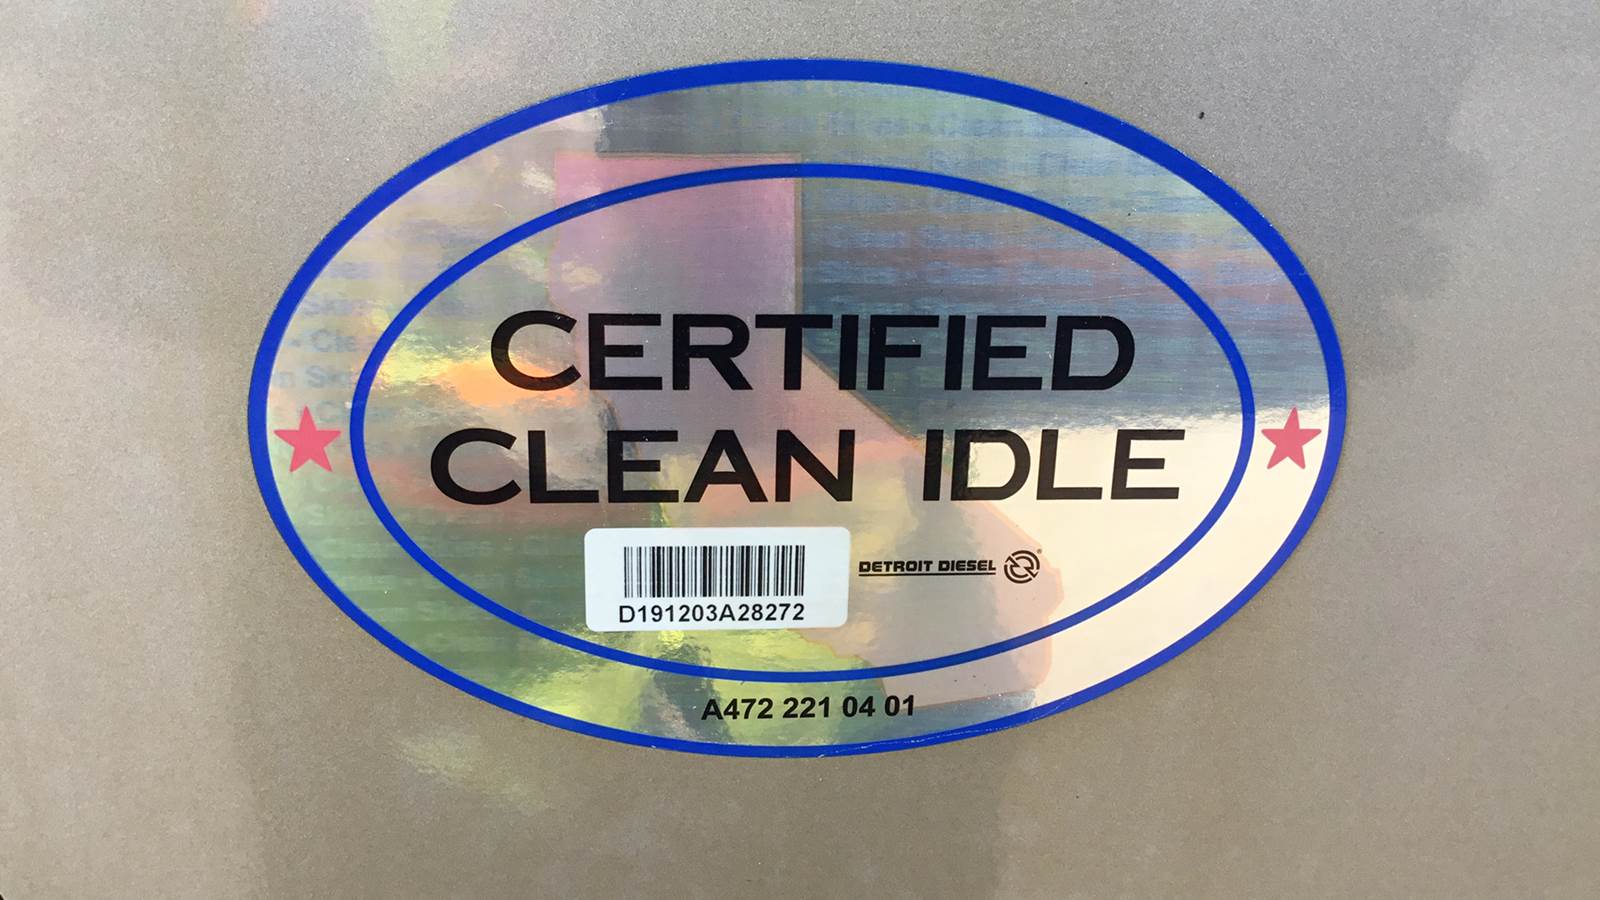 CERTIFIED
CLEAN IDLE
D191203A28272
DETROIT DIESEL
A472 221 04 01